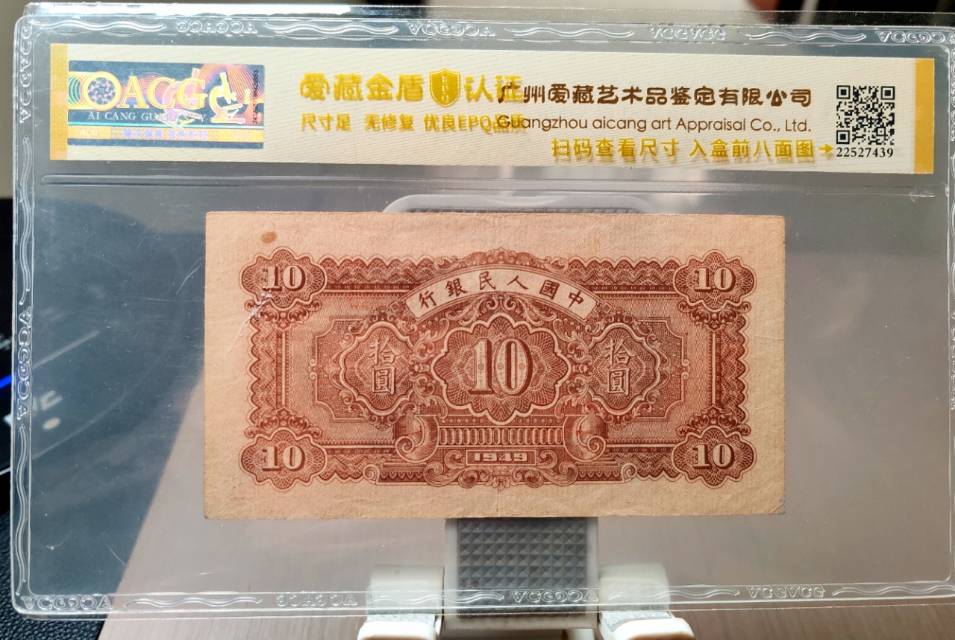 ACG
AI CANG GU
爱藏金盾 认证
广州爱藏艺术品鉴定有限公司
尺寸足 无修复 优良EPQ品
Guangzhou aicang art Appraisal Co., Ltd.
扫码查看尺寸 入盒前八面图→
22527439
10
10
行銀民人國中
拾圓
10
拾圓
10
1949
10